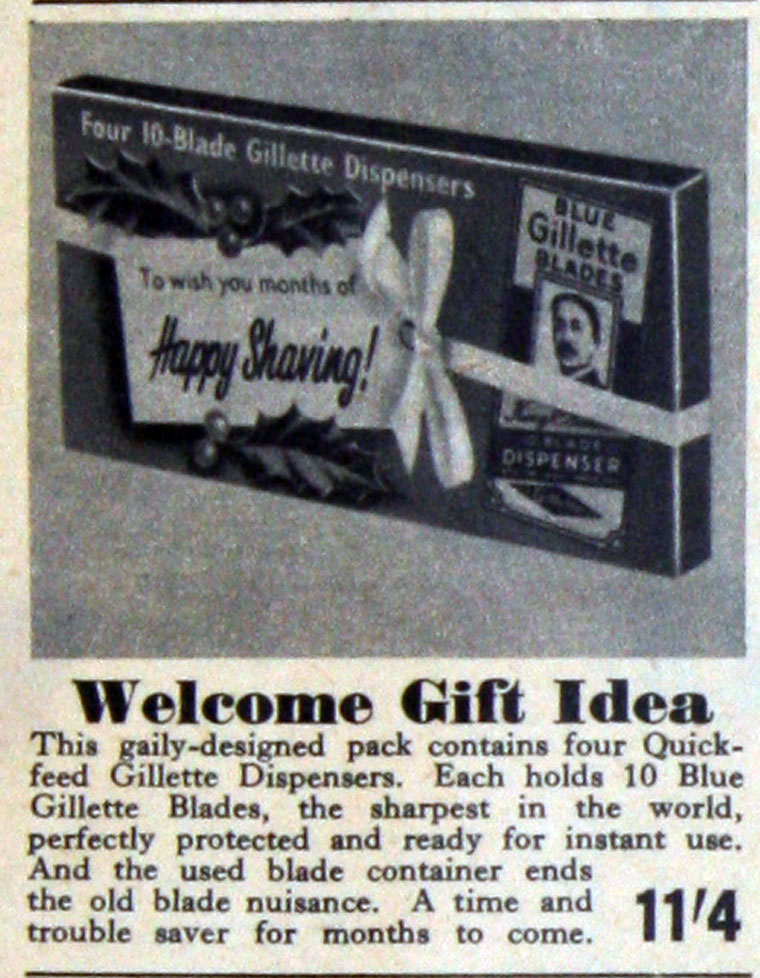 Four 10-Blade Gillette Dispensers
BLUE
Gillette
BLADES
To wish you months of
Happy Shaving!
DISPENSER
Welcome Gift Idea
This gaily-designed pack contains four Quick-
feed Gillette Dispensers. Each holds 10 Blue
Gillette Blades, the sharpest in the world,
perfectly protected and ready for instant use.
And the used blade container ends
the old blade nuisance. A time and
trouble saver for months to come.
11'4